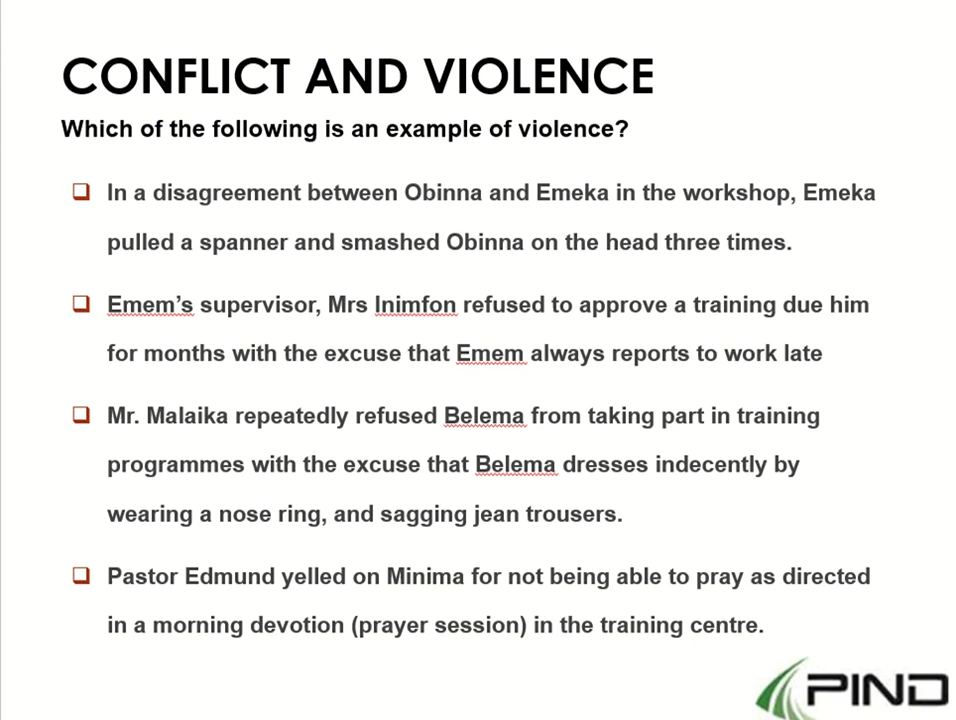 CONFLICT AND VIOLENCE
Which of the following is an example of violence?
In a disagreement between Obinna and Emeka in the workshop, Emeka
pulled a spanner and smashed Obinna on the head three times.
Emem’s supervisor, Mrs Inimfon refused to approve a training due him
for months with the excuse that Emem always reports to work late
Mr. Malaika repeatedly refused Belema from taking part in training
programmes with the excuse that Belema dresses indecently by
wearing a nose ring, and sagging jean trousers.
Pastor Edmund yelled on Minima for not being able to pray as directed
in a morning devotion (prayer session) in the training centre.
PIND